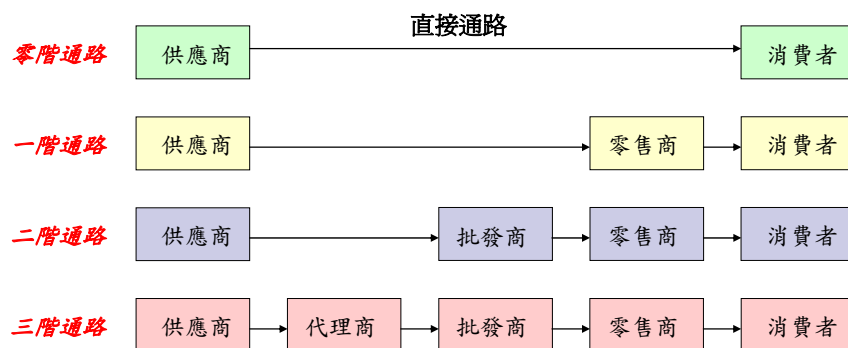 直接通路
零階通路 供應商 消費者
一階通路 供應商 零售商 消費者
二階通路 供應商 批發商 零售商 消費者
三階通路 供應商 代理商 批發商 零售商 消費者